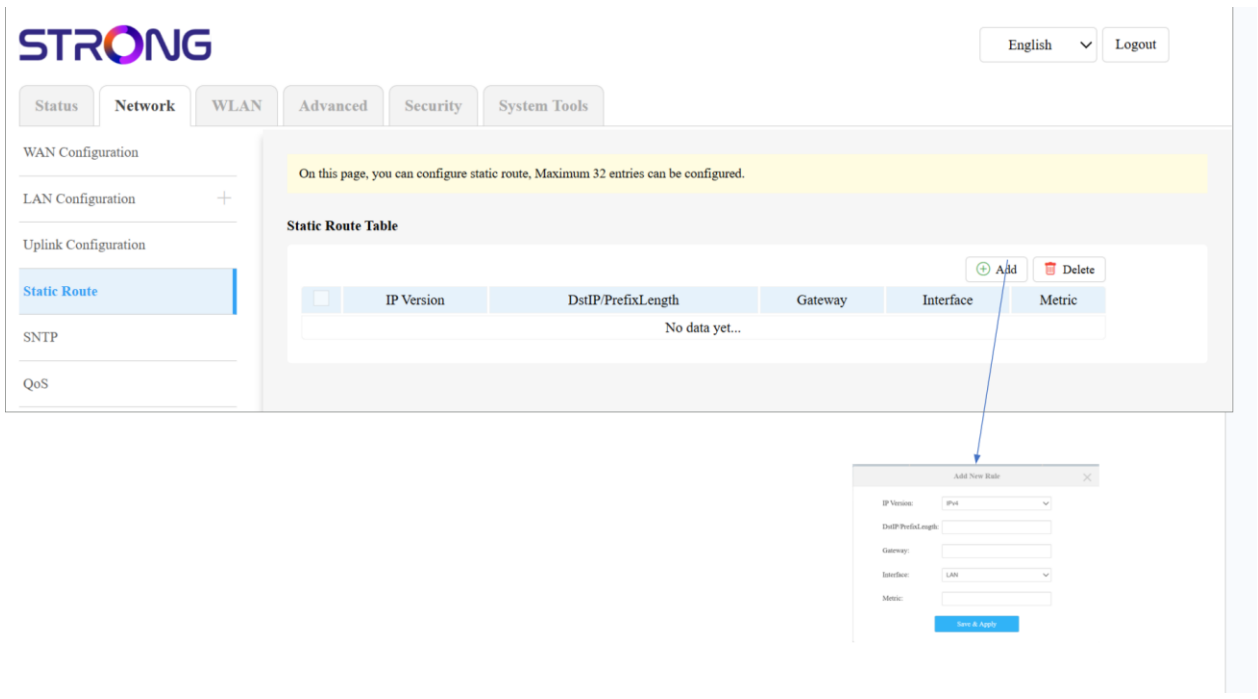 STRONG
English
Logout
Status
Network
WLAN
Advanced
Security
System Tools
WAN Configuration
LAN Configuration
Uplink Configuration
Static Route
SNTP
QoS
On this page, you can configure static route, Maximum 32 entries can be configured.
Static Route Table
Add
Delete
IP Version
DstIP/PrefixLength
Gateway
Interface
Metric
No data yet...
Add New Rule
IP Version:
IPv4
DstIP/PrefixLength:
Gateway:
Interface:
LAN
Metric:
Save & Apply